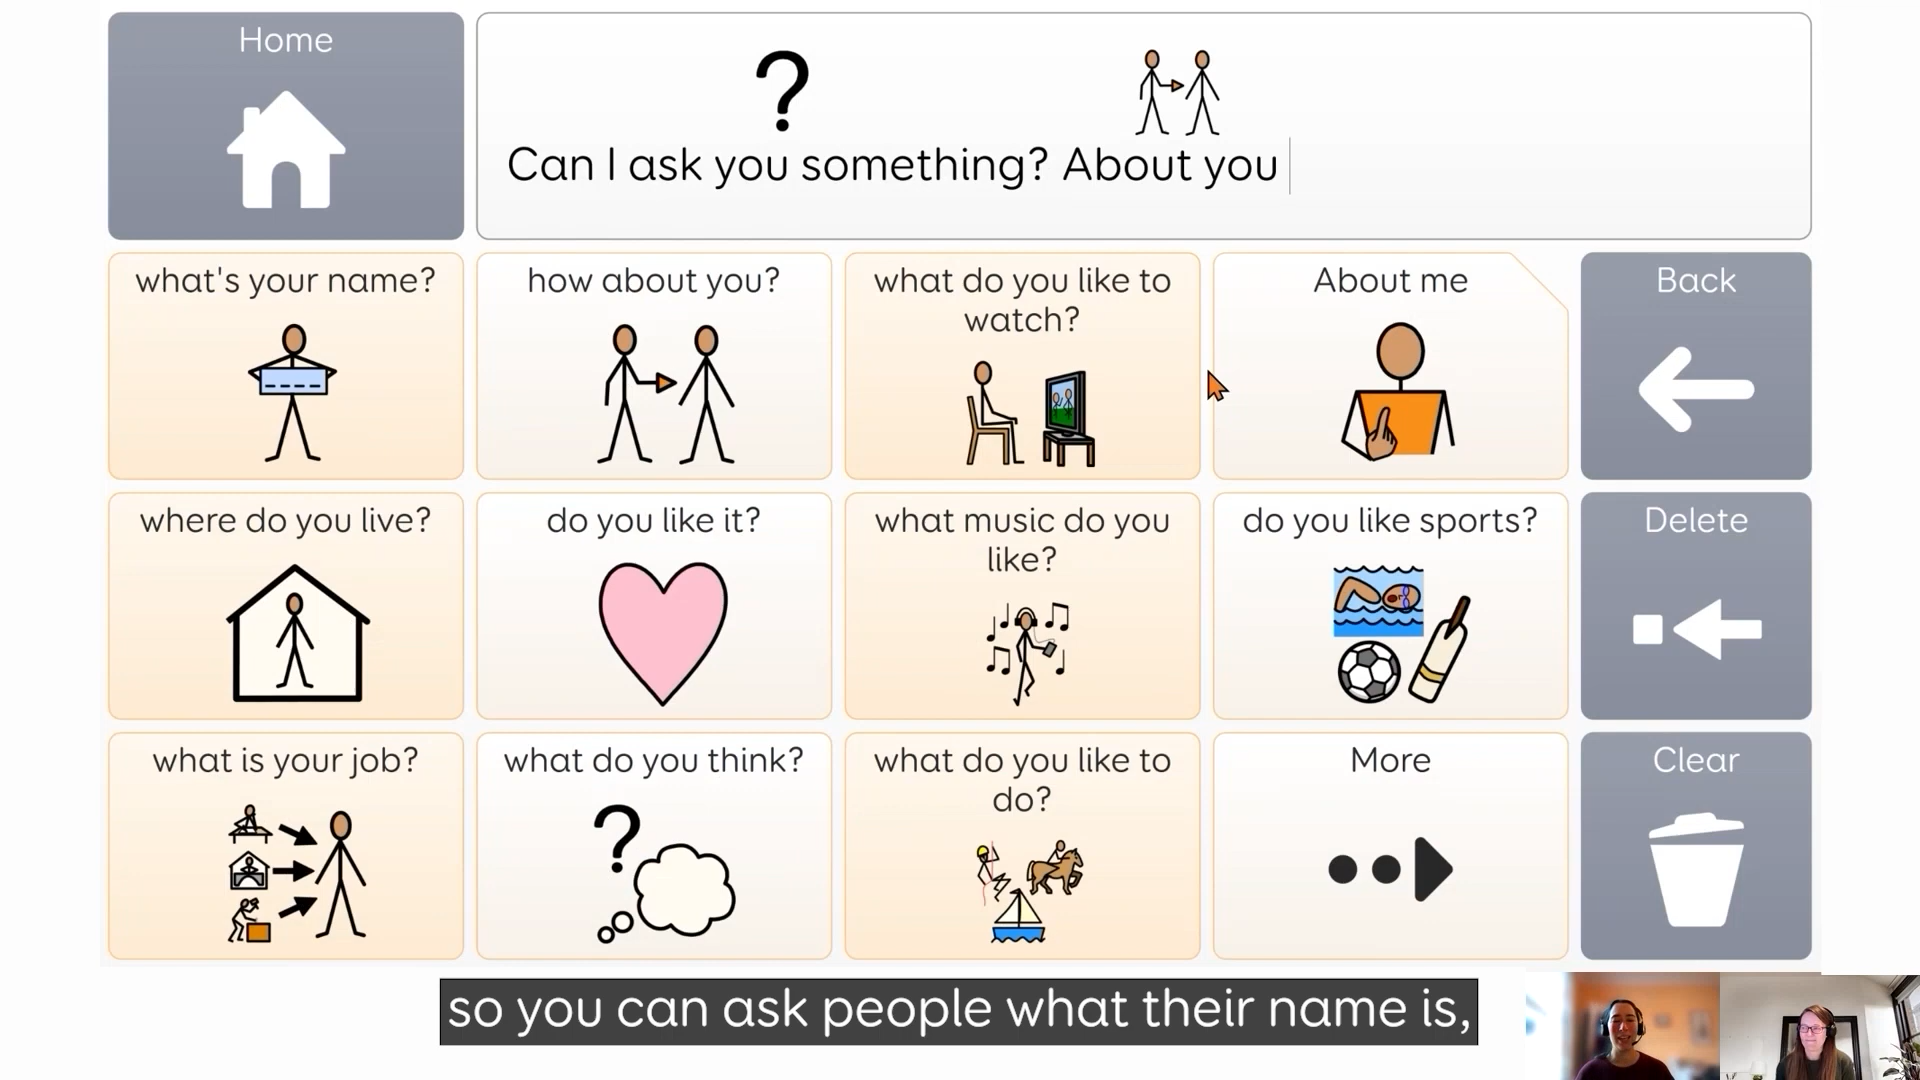 Home
Can I ask you something? About you
what's your name?
how about you?
what do you like to
watch?
About me
Back
where do you live?
do you like it?
what music do you
like?
do you like sports?
Delete
what is your job?
what do you think?
what do you like to
do?
More
Clear
so you can ask people what their name is,